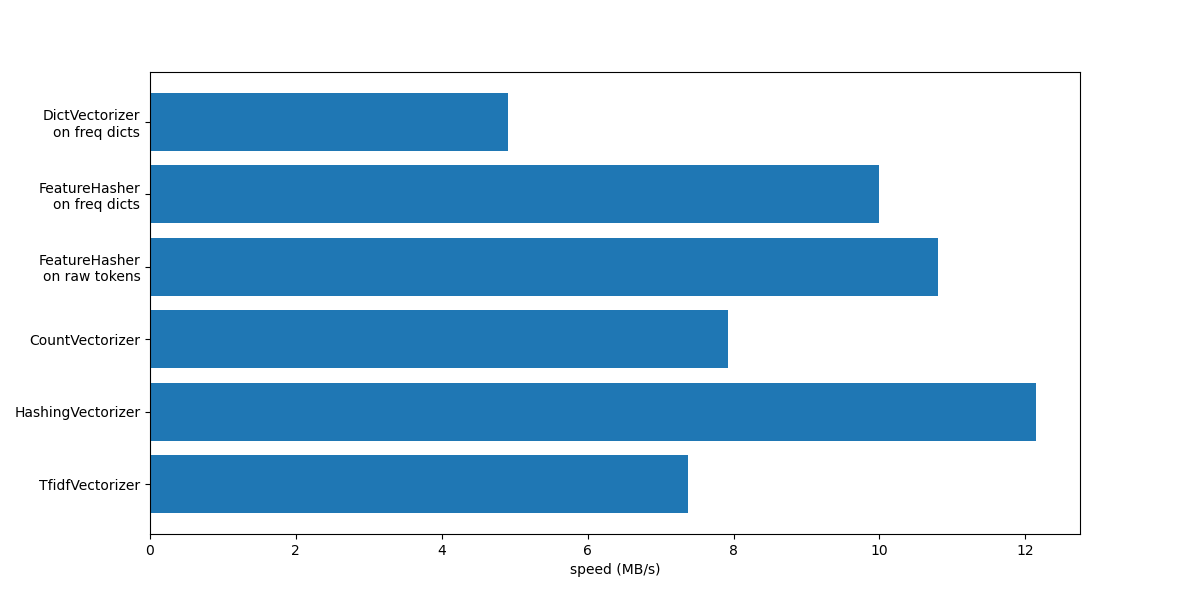 DictVectorizer
on freq dicts
FeatureHasher
on freq dicts
FeatureHasher
on raw tokens
CountVectorizer
HashingVectorizer
TfidfVectorizer
0 2 4 6 8 10 12
speed (MB/s)